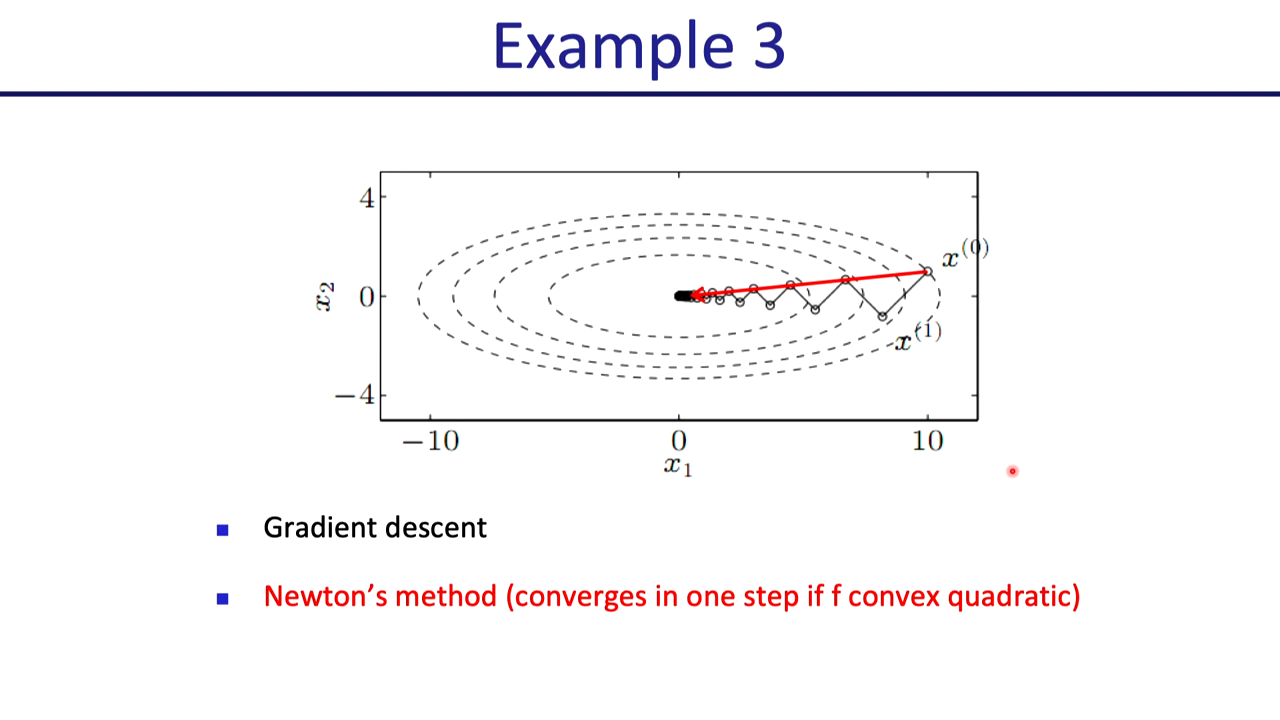 Example 3
4
x₂
0
−4
x⁽⁰⁾
x⁽¹⁾
−10
0
10
x₁
Gradient descent
Newton's method (converges in one step if f convex quadratic)